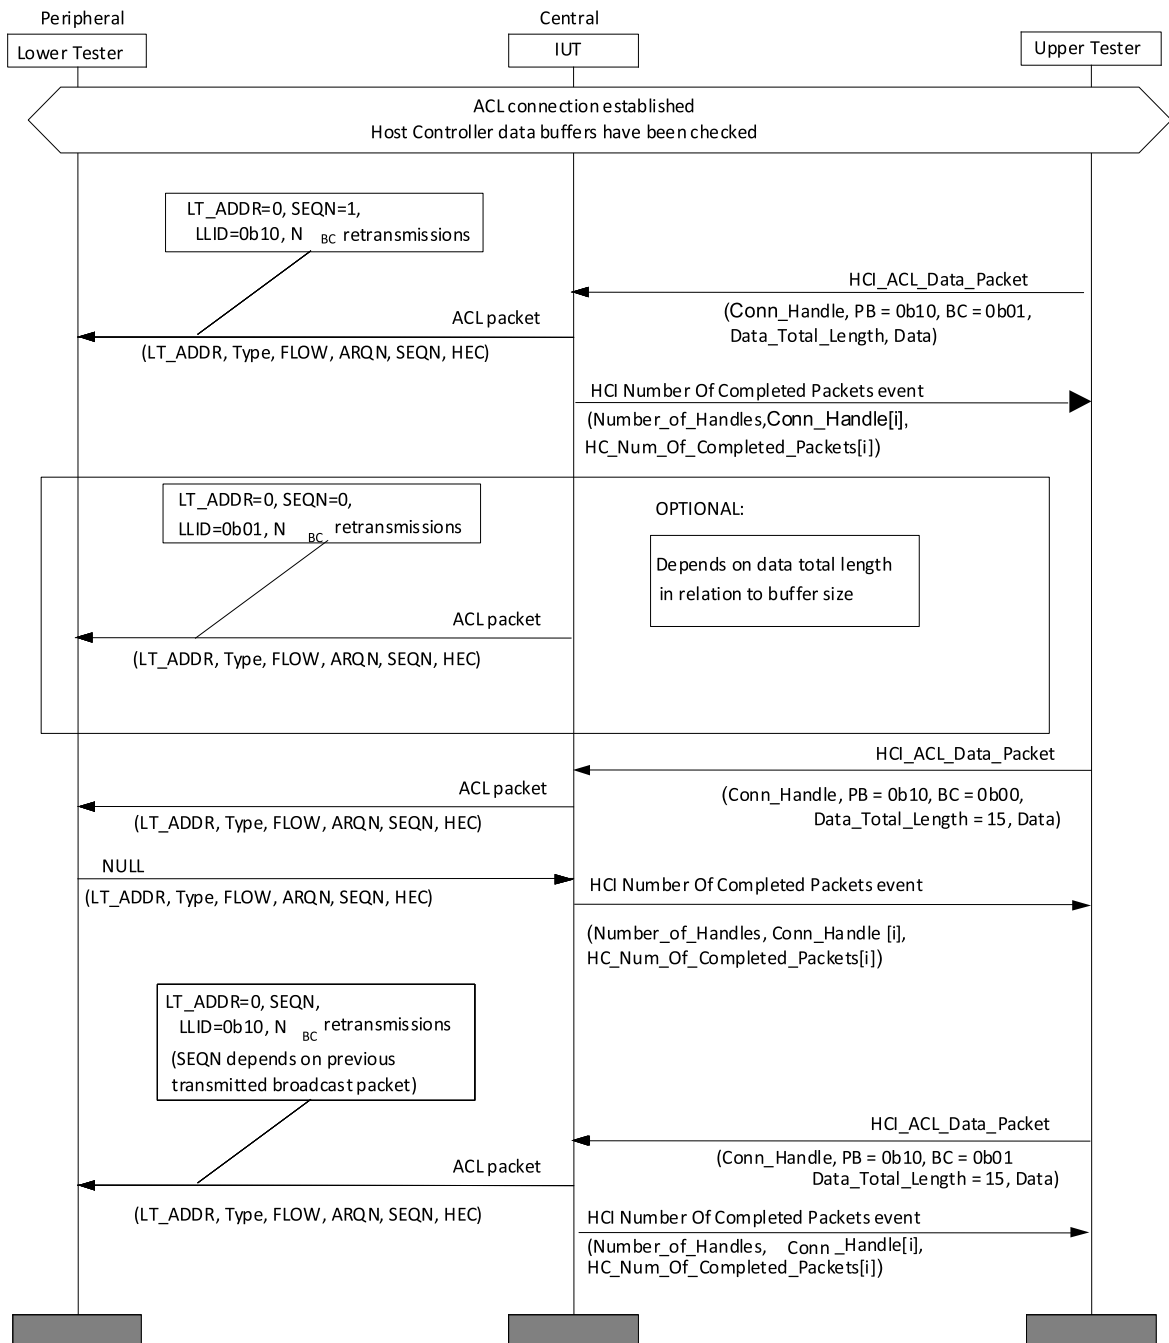 Peripheral
Central
Lower Tester
IUT
Upper Tester
ACL connection established
Host Controller data buffers have been checked
LT_ADDR=0, SEQN=1,
LLID=0b10, N BC retransmissions
HCI_ACL_Data_Packet
(Conn_Handle, PB = 0b10, BC = 0b01,
Data_Total_Length, Data)
ACL packet
(LT_ADDR, Type, FLOW, ARQN, SEQN, HEC)
HCI Number Of Completed Packets event
(Number_of_Handles,Conn_Handle[i],
HC_Num_Of_Completed_Packets[i])
LT_ADDR=0, SEQN=0,
LLID=0b01, N BC retransmissions
OPTIONAL:
Depends on data total length
in relation to buffer size
ACL packet
(LT_ADDR, Type, FLOW, ARQN, SEQN, HEC)
HCI_ACL_Data_Packet
(Conn_Handle, PB = 0b10, BC = 0b00,
Data_Total_Length = 15, Data)
ACL packet
(LT_ADDR, Type, FLOW, ARQN, SEQN, HEC)
NULL
(LT_ADDR, Type, FLOW, ARQN, SEQN, HEC)
HCI Number Of Completed Packets event
(Number_of_Handles, Conn_Handle [i],
HC_Num_Of_Completed_Packets[i])
LT_ADDR=0, SEQN,
LLID=0b10, N BC retransmissions
(SEQN depends on previous
transmitted broadcast packet)
HCI_ACL_Data_Packet
(Conn_Handle, PB = 0b10, BC = 0b01
Data_Total_Length = 15, Data)
ACL packet
(LT_ADDR, Type, FLOW, ARQN, SEQN, HEC)
HCI Number Of Completed Packets event
(Number_of_Handles, Conn _Handle[i],
HC_Num_Of_Completed_Packets[i])